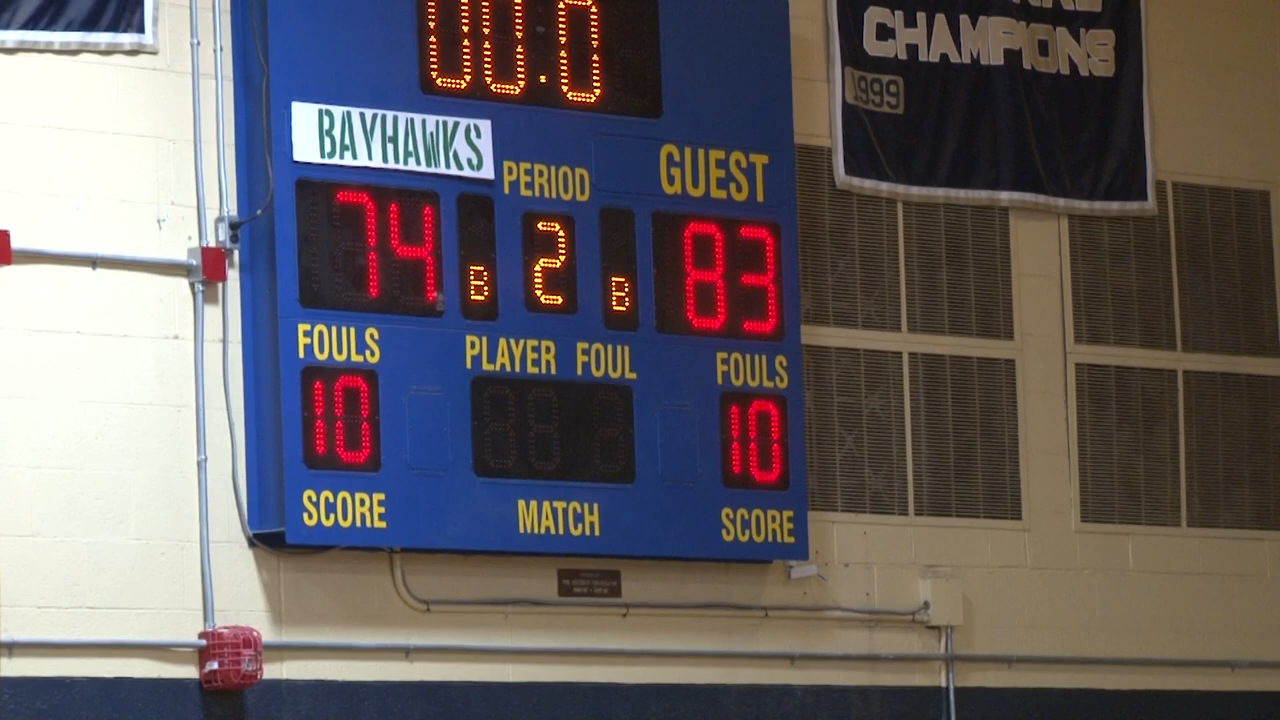 00.0
CHAMPIONS
1999
BAYHAWKS
PERIOD
GUEST
74
B
2
B
83
FOULS
PLAYER FOUL
FOULS
10
10
SCORE
MATCH
SCORE